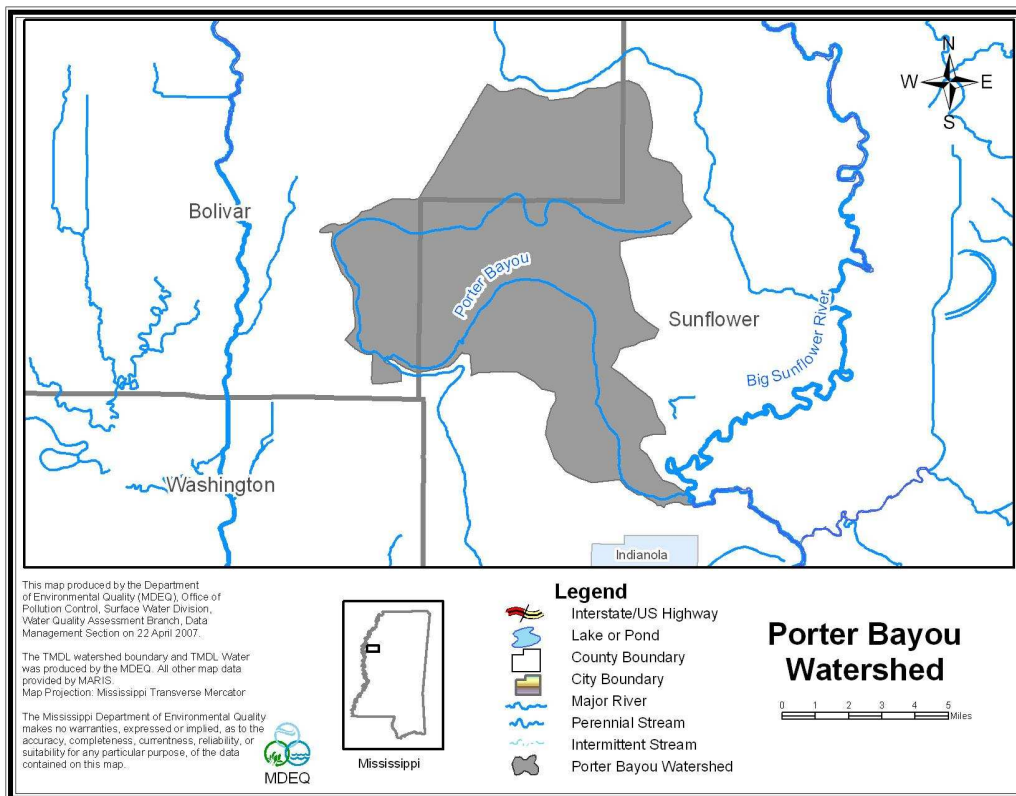 N
W E
S
Bolivar
Porter Bayou
Sunflower
Big Sunflower River
Washington
Indianola
This map produced by the Department
of Environmental Quality (MDEQ), Office of
Pollution Control, Surface Water Division,
Water Quality Assessment Branch, Data
Management Section on 22 April 2007.
The TMDL watershed boundary and TMDL Water
was produced by the MDEQ. All other map data
provided by MARIS.
Map Projection: Mississippi Transverse Mercator
The Mississippi Department of Environmental Quality
makes no warranties, expressed or implied, as to the
accuracy, completeness, currentness, reliability, or
suitability for any particular purpose, of the data
contained on this map.
MDEQ
Mississippi
Legend
Interstate/US Highway
Lake or Pond
County Boundary
City Boundary
Major River
Perennial Stream
Intermittent Stream
Porter Bayou Watershed
Porter Bayou
Watershed
0 1 2 3 4 5
Miles